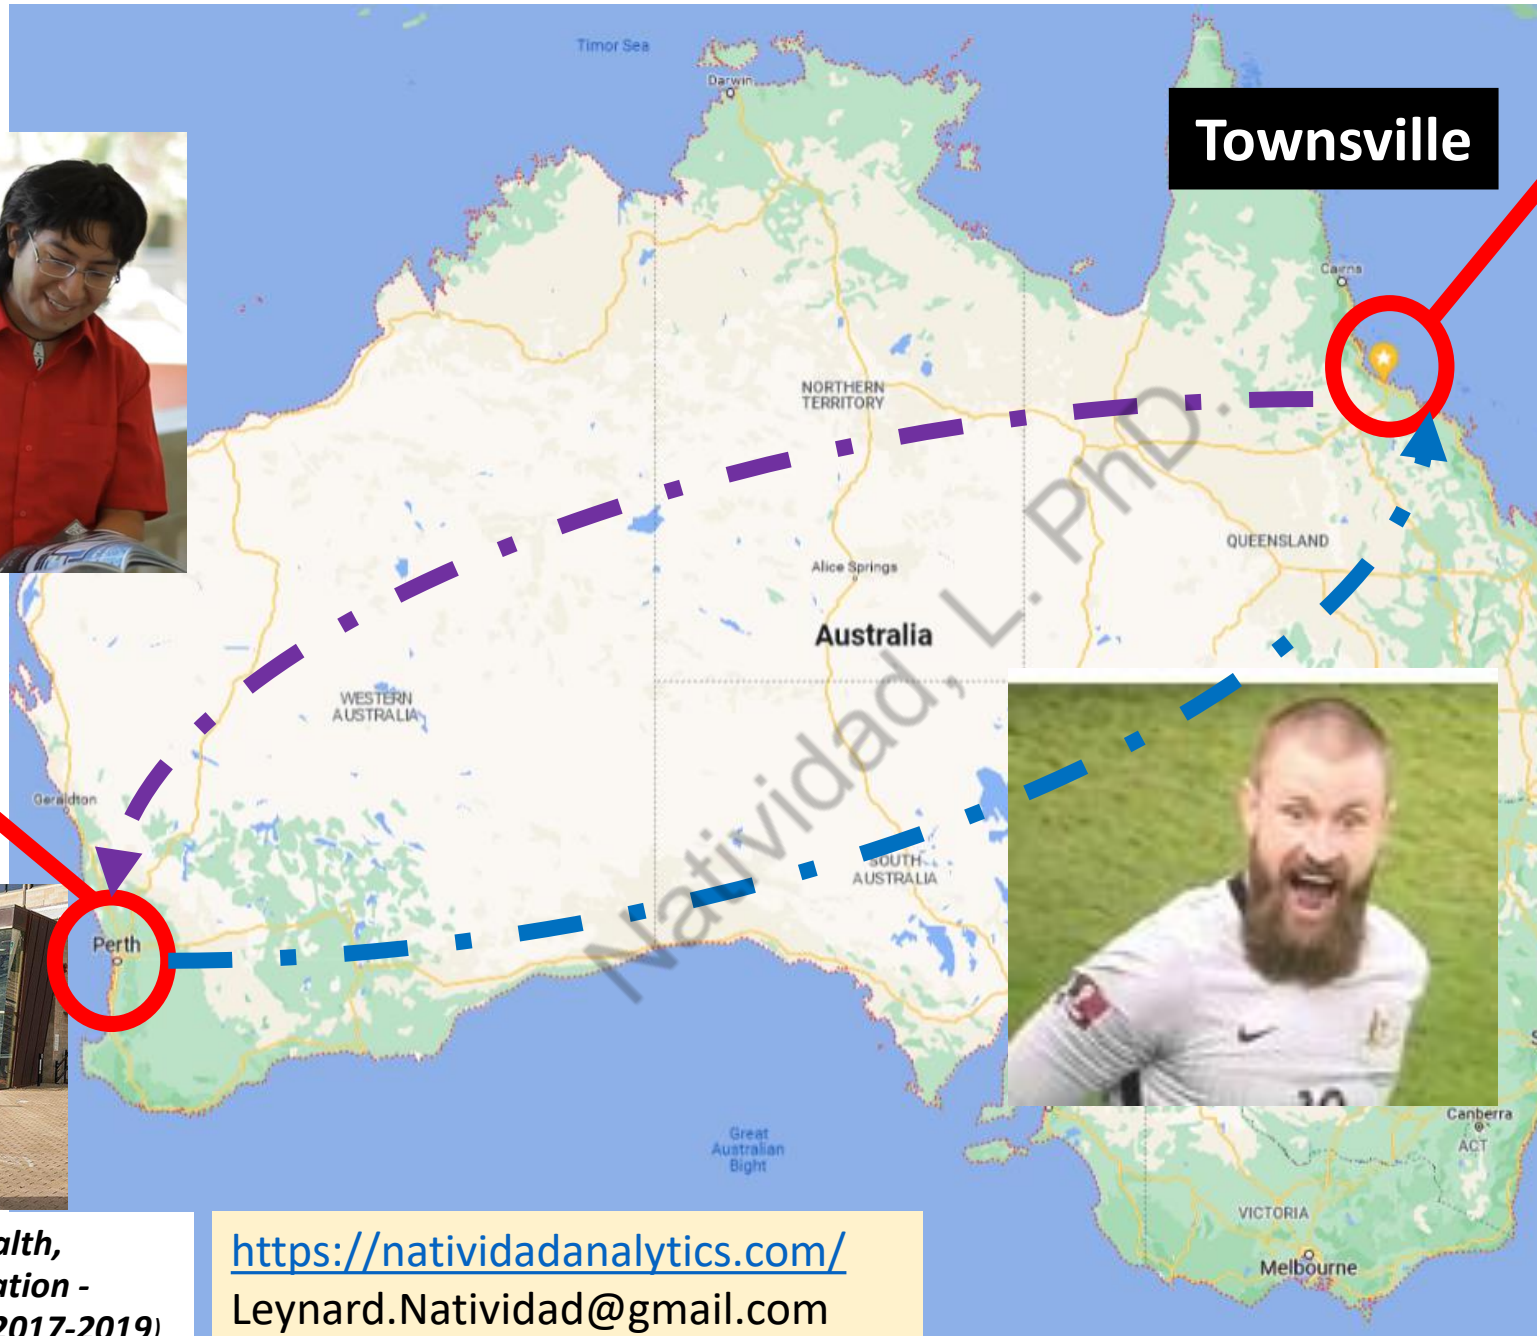 Timor Sea
Darwin
Townsville
Cairns
NORTHERN
TERRITORY
QUEENSLAND
Alice Springs
Australia
WESTERN
AUSTRALIA
Geraldton
SOUTH
AUSTRALIA
Perth
Natividad, L. PhD.
10
Great
Australian
Bight
Canberra
ACT
VICTORIA
Melbourne
alth,
ation -
2017-2019)
https://natividadanalytics.com/
Leynard.Natividad@gmail.com